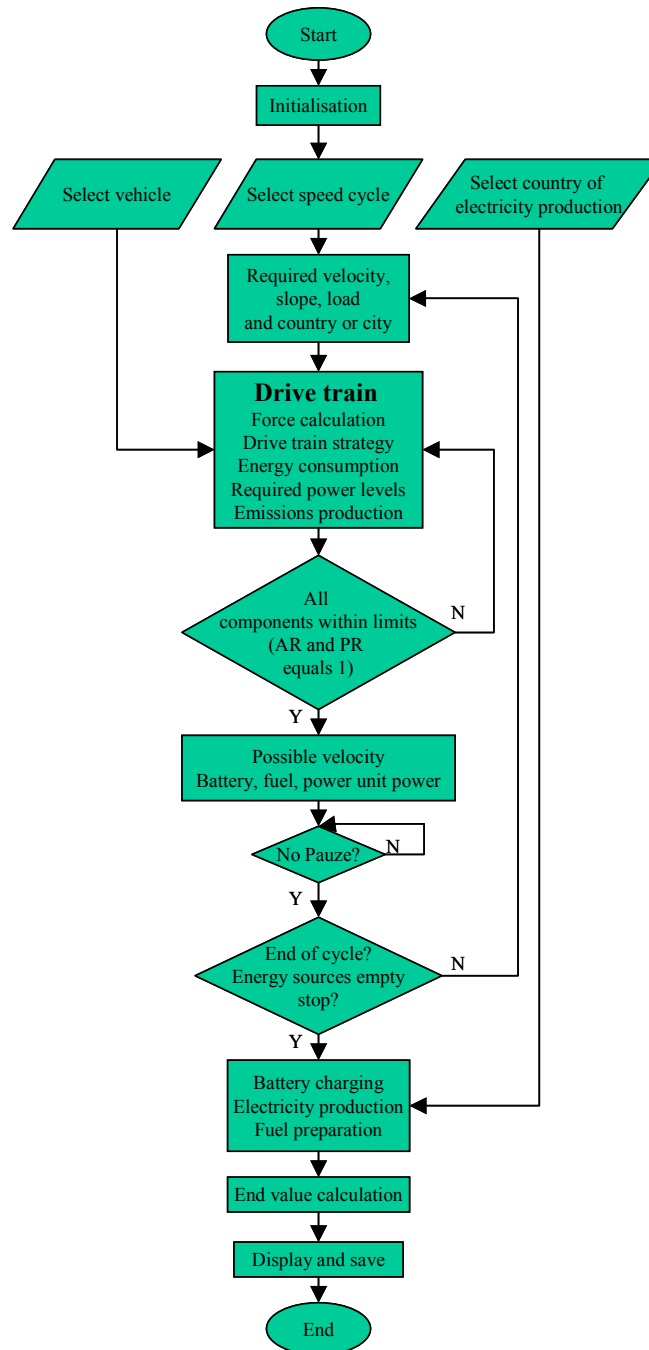 Start
Initialisation
Select vehicle
Select speed cycle
Select country of
electricity production
Required velocity,
slope, load
and country or city
Drive train
Force calculation
Drive train strategy
Energy consumption
Required power levels
Emissions production
All
components within limits
(AR and PR
equals 1)
N
Y
Possible velocity
Battery, fuel, power unit power
No Pauze?
N
Y
End of cycle?
Energy sources empty
stop?
N
Y
Battery charging
Electricity production
Fuel preparation
End value calculation
Display and save
End